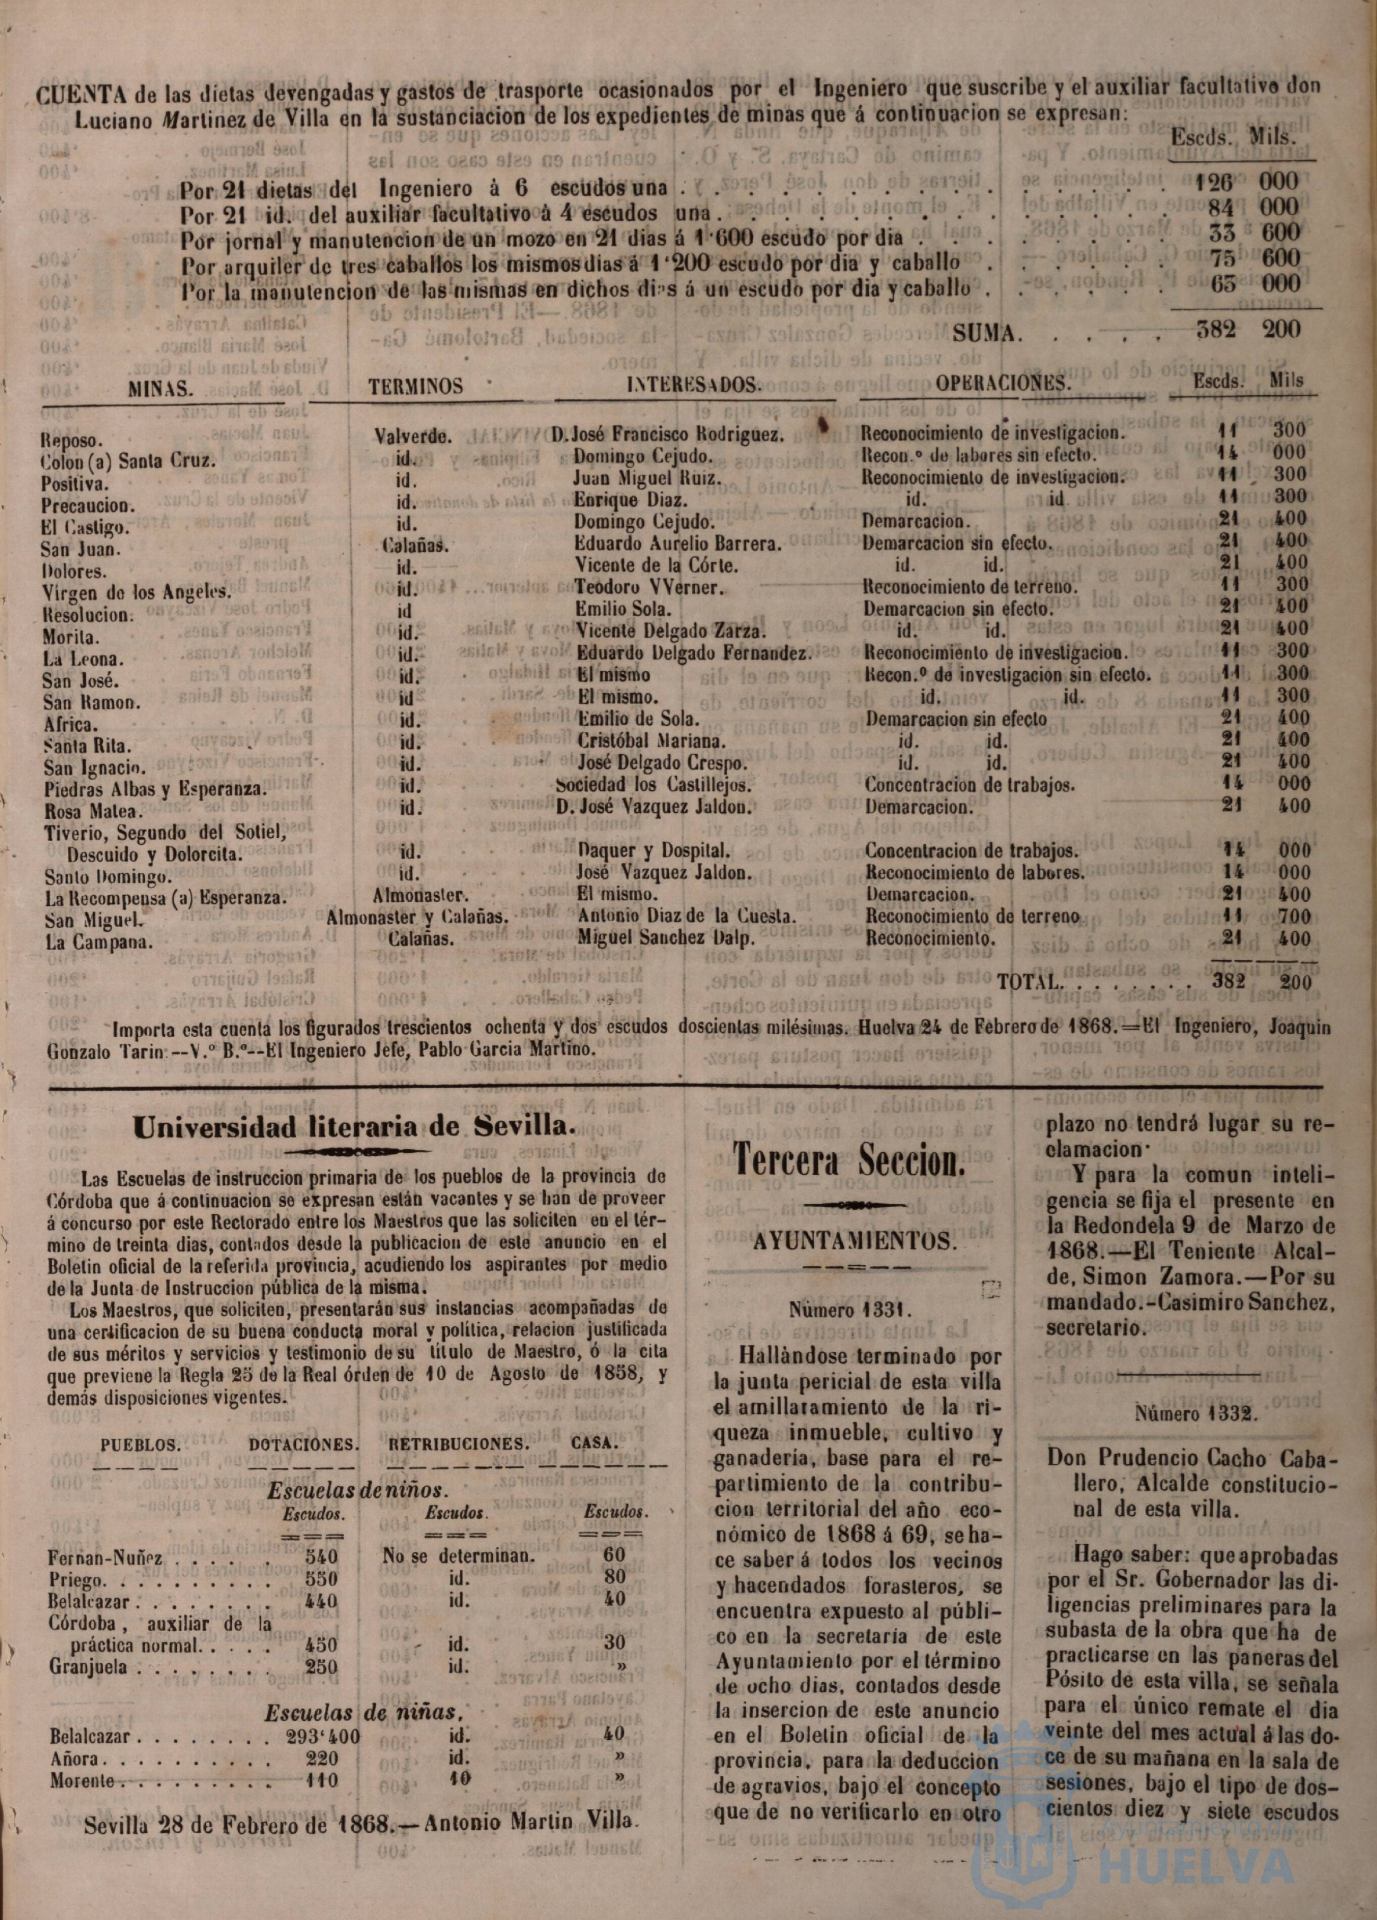 CUENTA de las dietas devengadas y gastos de trasporte ocasionados por el Ingeniero que suscribe y el auxiliar facultativo don
Luciano Martinez de Villa en la sustanciacion de los expedientes de minas que á continuacion se expresan:
Escds. Mils.
Por 21 dietas del Ingeniero á 6 escudos una . . . . . . . . . . . . . . 126 000
Por 21 id. del auxiliar facultativo á 4 escudos una. . . . . . . . . . . . . 84 000
Por jornal y manutencion de un mozo en 21 dias á 1'600 escudo por dia . . . . . . . 33 600
Por arquiler de tres caballos los mismos dias á 1'200 escudo por dia y caballo . . . . . . 75 600
Por la manutencion de las mismas en dichos dias á un escudo por dia y caballo . . . . . . 63 000
SUMA. . . . . 382 200
MINAS. TERMINOS INTERESADOS. OPERACIONES. Escds. Mils
Reposo. Valverde. D. José Francisco Rodriguez. Reconocimiento de investigacion. 11 300
Colon (a) Santa Cruz. id. Domingo Cejudo. Recon.º de labores sin efecto. 14 000
Positiva. id. Juan Miguel Ruiz. Reconocimiento de investigacion. 11 300
Precaucion. id. Enrique Diaz. id. id. 11 300
El Castigo. id. Domingo Cejudo. Demarcacion. 21 400
San Juan. Calañas. Eduardo Aurelio Barrera. Demarcacion sin efecto. 21 400
Dolores. id. Vicente de la Córte. id. id. 21 400
Virgen de los Angeles. id. Teodoro VVerner. Reconocimiento de terreno. 11 300
Resolucion. id Emilio Sola. Demarcacion sin efecto. 21 400
Morita. id. Vicente Delgado Zarza. id. id. 21 400
La Leona. id. Eduardo Delgado Fernandez. Reconocimiento de investigacion. 11 300
San José. id. El mismo Recon.º de investigacion sin efecto. 11 300
San Ramon. id El mismo. id. id. 11 300
Africa. id. Emilio de Sola. Demarcacion sin efecto 21 400
Santa Rita. id. Cristóbal Mariana. id. id. 21 400
San Ignacio. id. José Delgado Crespo. id. id. 21 400
Piedras Albas y Esperanza. id. Sociedad los Castillejos. Concentracion de trabajos. 14 000
Rosa Matea. id. D. José Vazquez Jaldon. Demarcacion. 21 400
Tiverio, Segundo del Sotiel,
Descuido y Dolorcita. id. Daquer y Dospital. Concentracion de trabajos. 14 000
Santo Domingo. id. José Vazquez Jaldon. Reconocimiento de labores. 14 000
La Recompensa (a) Esperanza. Almonaster. El mismo. Demarcacion. 21 400
San Miguel. Almonaster y Calañas. Antonio Diaz de la Cuesta. Reconocimiento de terreno 11 700
La Campana. Calañas. Miguel Sanchez Dalp. Reconocimiento. 21 400
TOTAL. . . . . . . . 382 200
Importa esta cuenta los figurados trescientos ochenta y dos escudos doscientas milésimas. Huelva 24 de Febrero de 1868.=El Ingeniero, Joaquin
Gonzalo Tarin.--V.º B.º--El Ingeniero Jefe, Pablo Garcia Martino.
Universidad literaria de Sevilla.
Las Escuelas de instruccion primaria de los pueblos de la provincia de
Córdoba que á continuacion se expresan están vacantes y se han de proveer
á concurso por este Rectorado entre los Maestros que las soliciten en el tér-
mino de treinta dias, contados desde la publicacion de este anuncio en el
Boletin oficial de la referida provincia, acudiendo los aspirantes por medio
de la Junta de Instruccion pública de la misma.
Los Maestros, que soliciten, presentarán sus instancias acompañadas de
una certificacion de su buena conducta moral y política, relacion justificada
de sus méritos y servicios y testimonio de su título de Maestro, ó la cita
que previene la Regla 25 de la Real órden de 10 de Agosto de 1858, y
demás disposiciones vigentes.
PUEBLOS. DOTACIONES. RETRIBUCIONES. CASA.
Escuelas de niños.
Escudos. Escudos. Escudos.
Fernan-Nuñez . . . . . 540 No se determinan. 60
Priego. . . . . . . . . . 550 id. 80
Belalcazar . . . . . . . . 440 id. 40
Córdoba, auxiliar de la
práctica normal. . . . . 450 id. 30
Granjuela . . . . . . . . 250 id. »
Escuelas de niñas.
Belalcazar . . . . . . . . 293'400 id. 40
Añora. . . . . . . . . . 220 id. »
Morente . . . . . . . . . 110 10 »
Sevilla 28 de Febrero de 1868.—Antonio Martin Villa.
Tercera Seccion.
AYUNTAMIENTOS.
Número 1331.
Hallàndose terminado por
la junta pericial de esta villa
el amillaramiento de la ri-
queza inmueble, cultivo y
ganadería, base para el re-
partimiento de la contribu-
cion territorial del año eco-
nómico de 1868 á 69, se ha-
ce saber á todos los vecinos
y hacendados forasteros, se
encuentra expuesto al públi-
co en la secretaría de este
Ayuntamiento por el término
de ocho dias, contados desde
la insercion de este anuncio
en el Boletin oficial de la
provincia, para la deduccion
de agravios, bajo el concepto
que de no verificarlo en otro
plazo no tendrá lugar su re-
clamacion.
Y para la comun inteli-
gencia se fija el presente en
la Redondela 9 de Marzo de
1868.—El Teniente Alcal-
de, Simon Zamora.—Por su
mandado.-Casimiro Sanchez,
secretario.
Número 1332.
Don Prudencio Cacho Caba-
llero, Alcalde constitucio-
nal de esta villa.
Hago saber: que aprobadas
por el Sr. Gobernador las di-
ligencias preliminares para la
subasta de la obra que ha de
practicarse en las paneras del
Pósito de esta villa, se señala
para el único remate el dia
veinte del mes actual á las do-
ce de su mañana en la sala de
sesiones, bajo el tipo de dos-
cientos diez y siete escudos
HUELVA